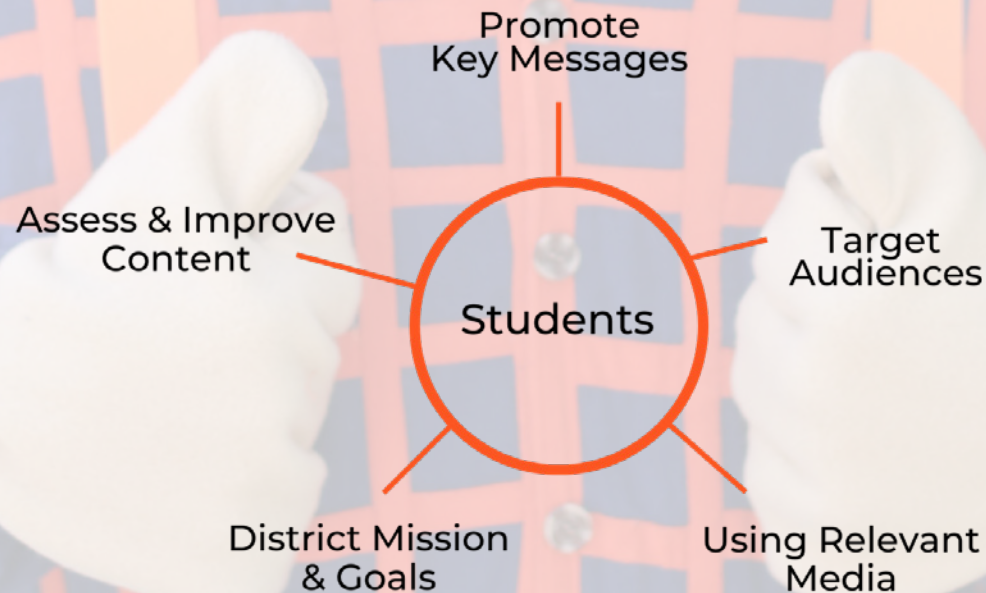 Promote
Key Messages
Assess & Improve
Content
Target
Audiences
Students
District Mission
& Goals
Using Relevant
Media